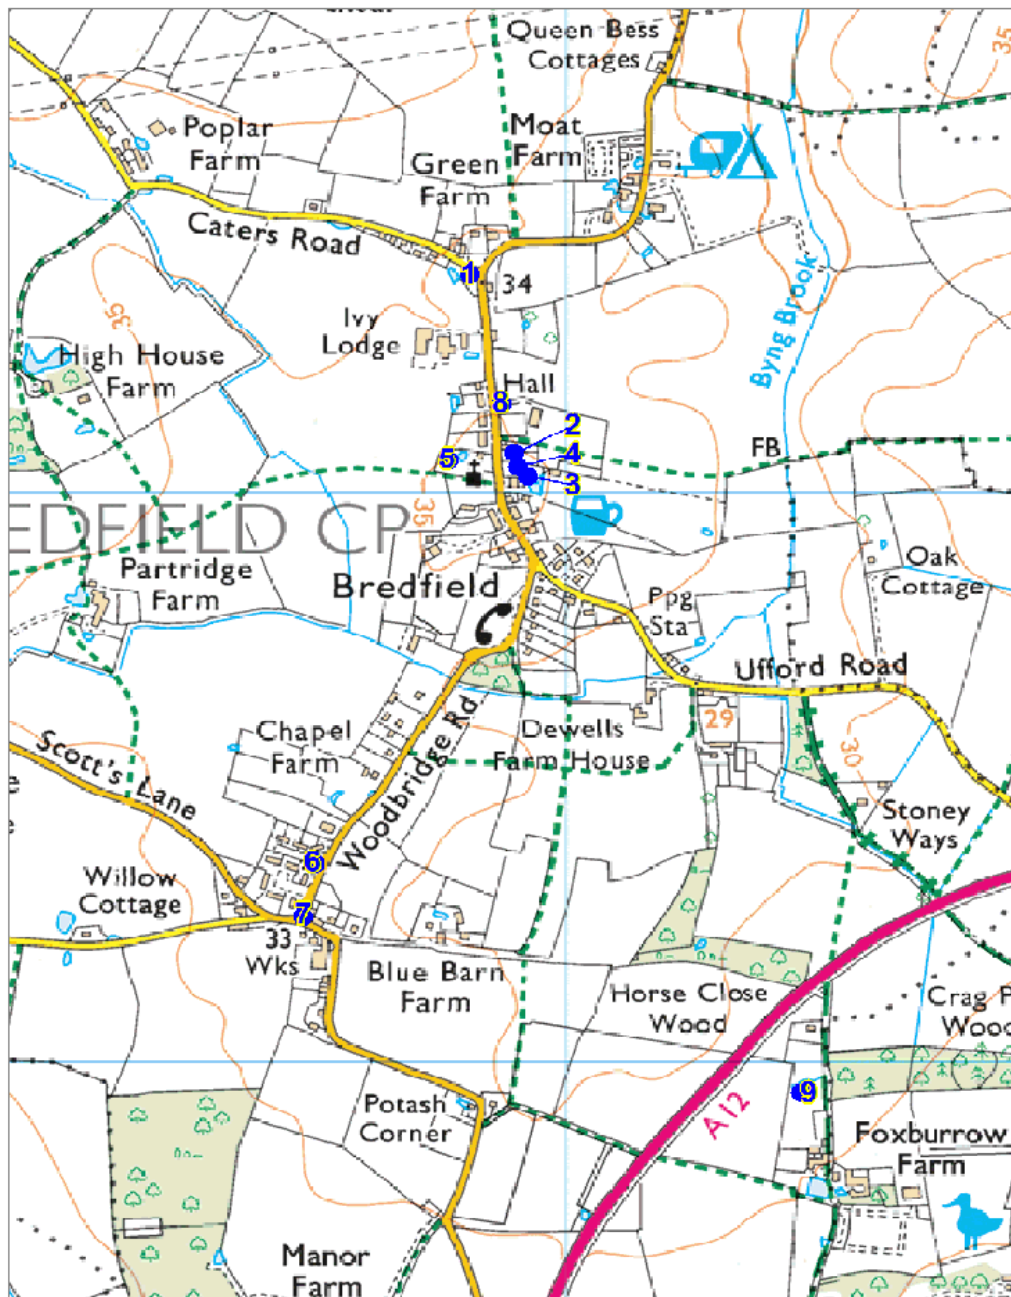 Queen Bess
Cottages
35
Poplar
Farm
Moat
Farm
Green
Farm
Caters Road
1
34
35
Ivy
Lodge
Byng Brook
High House
Farm
Hall
8
2
5
4
3
FB
35
EDFIELD CP
Partridge
Farm
Bredfield
Oak
Cottage
Ppg
Sta
Ufford Road
Chapel
Farm
Woodbridge Rd
Dewells
Farm House
29
30
Scott's Lane
Stoney
Ways
6
Willow
Cottage
7
33
Wks
Blue Barn
Farm
Horse Close
Wood
Crag P
Wood
9
A12
Potash
Corner
Foxburrow
Farm
Manor
Farm